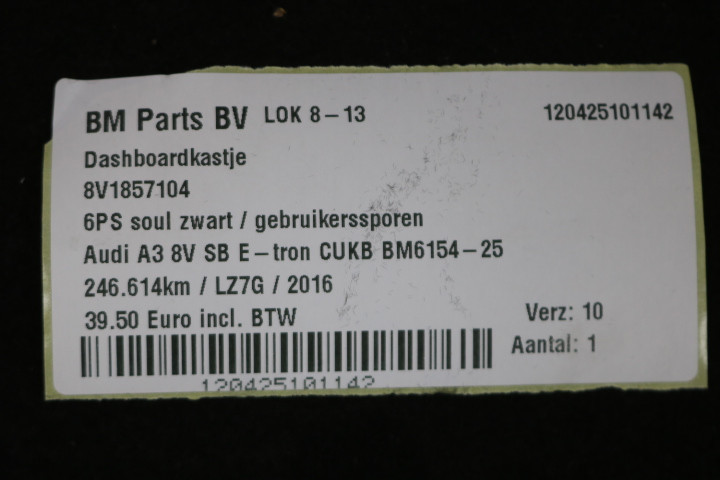 BM Parts BV LOK 8-13 120425101142
Dashboardkastje
8V1857104
6PS soul zwart / gebruikerssporen
Audi A3 8V SB E-tron CUKB BM6154-25
246.614km / LZ7G / 2016
39.50 Euro incl. BTW Verz: 10
Aantal: 1
120425101142